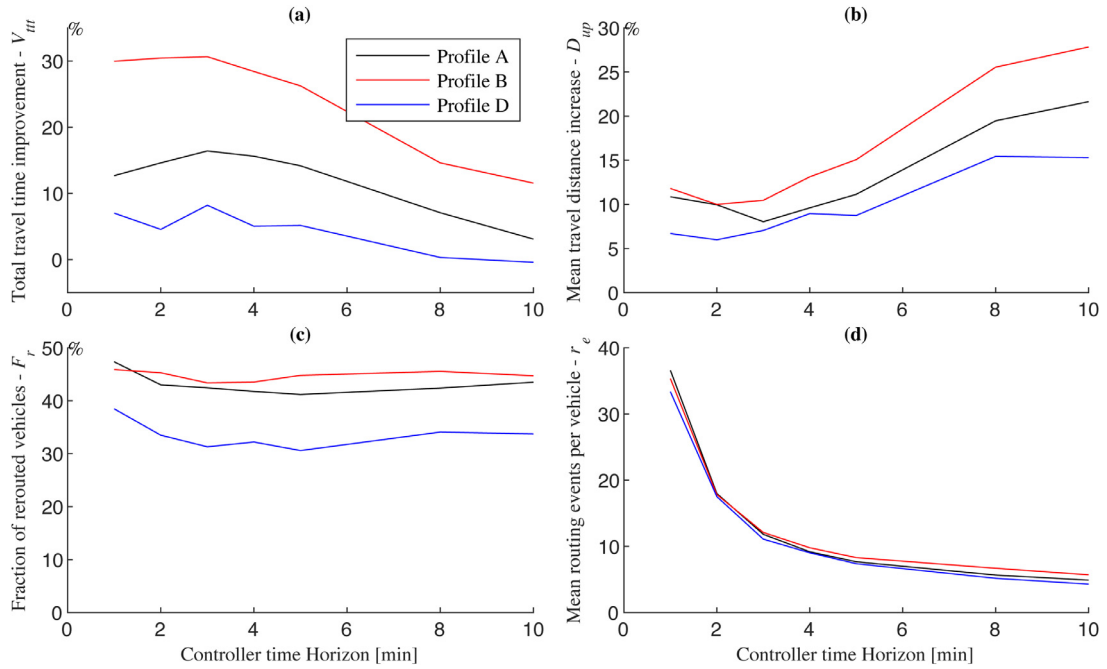 (a)
%
Total travel time improvement - V_ttt
30
20
10
0
0 2 4 6 8 10
Profile A
Profile B
Profile D
(b)
%
Mean travel distance increase - D_up
30
25
20
15
10
5
0
0 2 4 6 8 10
(c)
%
Fraction of rerouted vehicles - F_r
50
40
30
20
10
0
0 2 4 6 8 10
Controller time Horizon [min]
(d)
Mean routing events per vehicle - r_e
40
30
20
10
0
0 2 4 6 8 10
Controller time Horizon [min]